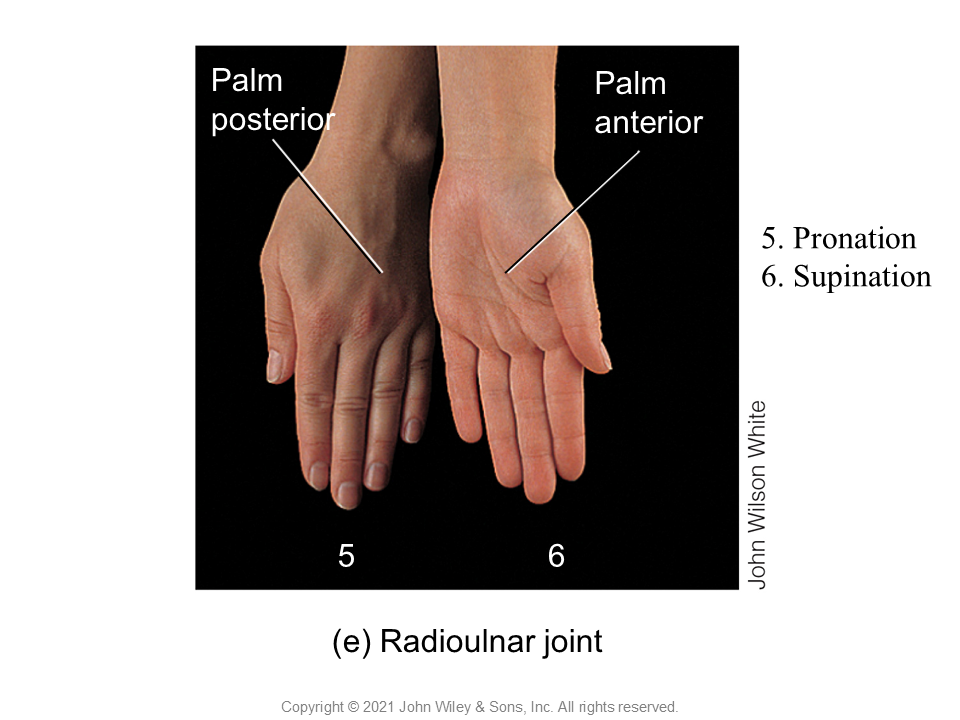 Palm
posterior
Palm
anterior
5. Pronation
6. Supination
John Wilson White
5
6
(e) Radioulnar joint
Copyright © 2021 John Wiley & Sons, Inc. All rights reserved.